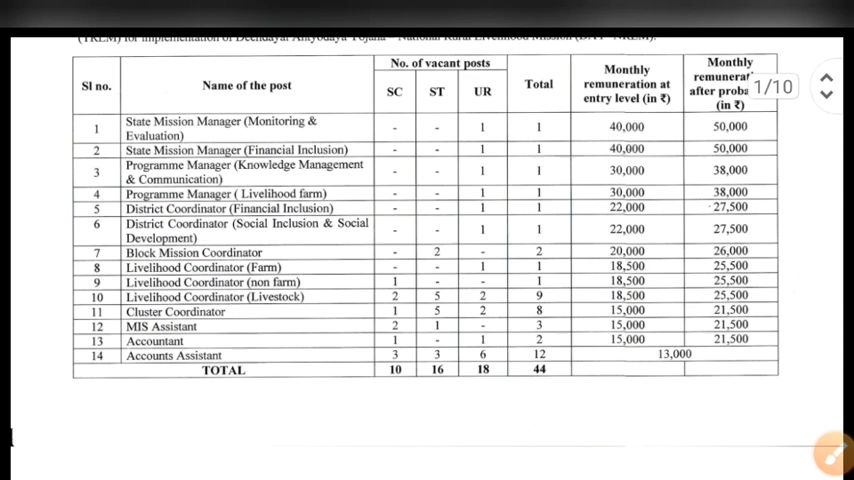 (TRLM) for implementation of Deendayal Antyodaya Yojana - National Rural Livelihood Mission (DAY - NRLM).
Sl no. Name of the post No. of vacant posts Total Monthly remuneration at entry level (in ₹) Monthly remunerat after proba (in ₹)
SC ST UR
1/10
1 State Mission Manager (Monitoring & Evaluation) - - 1 1 40,000 50,000
2 State Mission Manager (Financial Inclusion) - - 1 1 40,000 50,000
3 Programme Manager (Knowledge Management & Communication) - - 1 1 30,000 38,000
4 Programme Manager ( Livelihood farm) - - 1 1 30,000 38,000
5 District Coordinator (Financial Inclusion) - - 1 1 22,000 27,500
6 District Coordinator (Social Inclusion & Social Development) - - 1 1 22,000 27,500
7 Block Mission Coordinator - 2 - 2 20,000 26,000
8 Livelihood Coordinator (Farm) - - 1 1 18,500 25,500
9 Livelihood Coordinator (non farm) 1 - - 1 18,500 25,500
10 Livelihood Coordinator (Livestock) 2 5 2 9 18,500 25,500
11 Cluster Coordinator 1 5 2 8 15,000 21,500
12 MIS Assistant 2 1 - 3 15,000 21,500
13 Accountant 1 - 1 2 15,000 21,500
14 Accounts Assistant 3 3 6 12 13,000
TOTAL 10 16 18 44